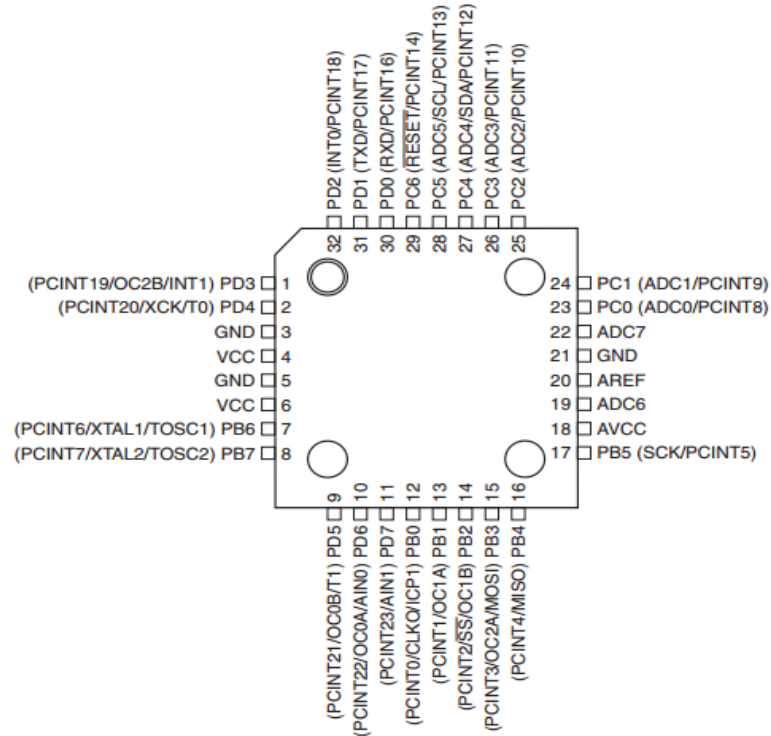 PD2 (INT0/PCINT18)
PD1 (TXD/PCINT17)
PD0 (RXD/PCINT16)
PC6 (RESET/PCINT14)
PC5 (ADC5/SCL/PCINT13)
PC4 (ADC4/SDA/PCINT12)
PC3 (ADC3/PCINT11)
PC2 (ADC2/PCINT10)
32 31 30 29 28 27 26 25
(PCINT19/OC2B/INT1) PD3 1
(PCINT20/XCK/T0) PD4 2
GND 3
VCC 4
GND 5
VCC 6
(PCINT6/XTAL1/TOSC1) PB6 7
(PCINT7/XTAL2/TOSC2) PB7 8
24 PC1 (ADC1/PCINT9)
23 PC0 (ADC0/PCINT8)
22 ADC7
21 GND
20 AREF
19 ADC6
18 AVCC
17 PB5 (SCK/PCINT5)
9 10 11 12 13 14 15 16
(PCINT21/OC0B/T1) PD5
(PCINT22/OC0A/AIN0) PD6
(PCINT23/AIN1) PD7
(PCINT0/CLKO/ICP1) PB0
(PCINT1/OC1A) PB1
(PCINT2/SS/OC1B) PB2
(PCINT3/OC2A/MOSI) PB3
(PCINT4/MISO) PB4